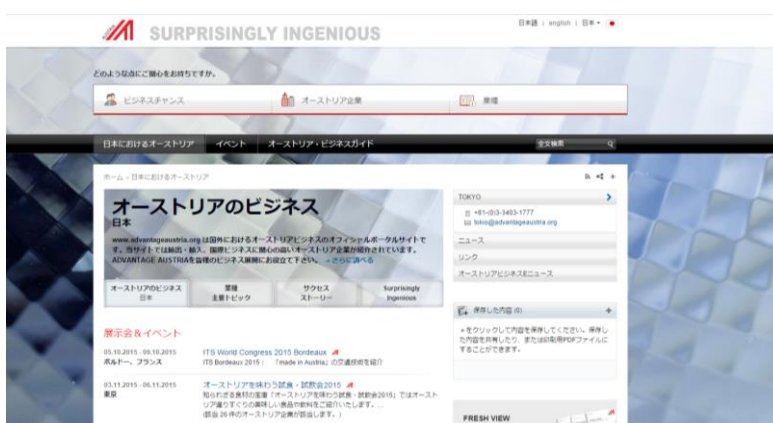 SURPRISINGLY INGENIOUS
日本語 | english | 日本
どのような点にご関心をお持ちですか。
ビジネスチャンス
オーストリア企業
業種
日本におけるオーストリア イベント オーストリア・ビジネスガイド
全文検索
ホーム » 日本におけるオーストリア
オーストリアのビジネス
日本
www.advantageaustria.org は国外におけるオーストリアビジネスのオフィシャルポータルサイトで
す。当サイトでは輸出・輸入、国際ビジネスに関心の高いオーストリア企業が紹介されています。
ADVANTAGE AUSTRIAを皆様のビジネス展開にお役立て下さい。 » さらに調べる
オーストリアのビジネス
日本
業種
主要トピック
サクセス
ストーリー
Surprisingly
Ingenious
展示会＆イベント
05.10.2015 - 09.10.2015
ボルドー、フランス
ITS World Congress 2015 Bordeaux
ITS Bordeaux 2015： 「made in Austria」の交通技術を紹介
03.11.2015 - 06.11.2015
東京
オーストリアを味わう試食・試飲会2015
知られざる食材の宝庫「オーストリアを味わう試食・試飲会2015」ではオースト
リア選りすぐりの美味しい食品や飲料をご紹介いたします。...
(該当 26 件のオーストリア企業が該当します。)
TOKYO
+81-(0)3-3403-1777
tokio@advantageaustria.org
ニュース
リンク
オーストリアビジネスEニュース
保存した内容 (0)
+をクリックして内容を保存してください。保存し
た内容を共有したり、または印刷用PDFファイルに
することができます。
FRESH VIEW